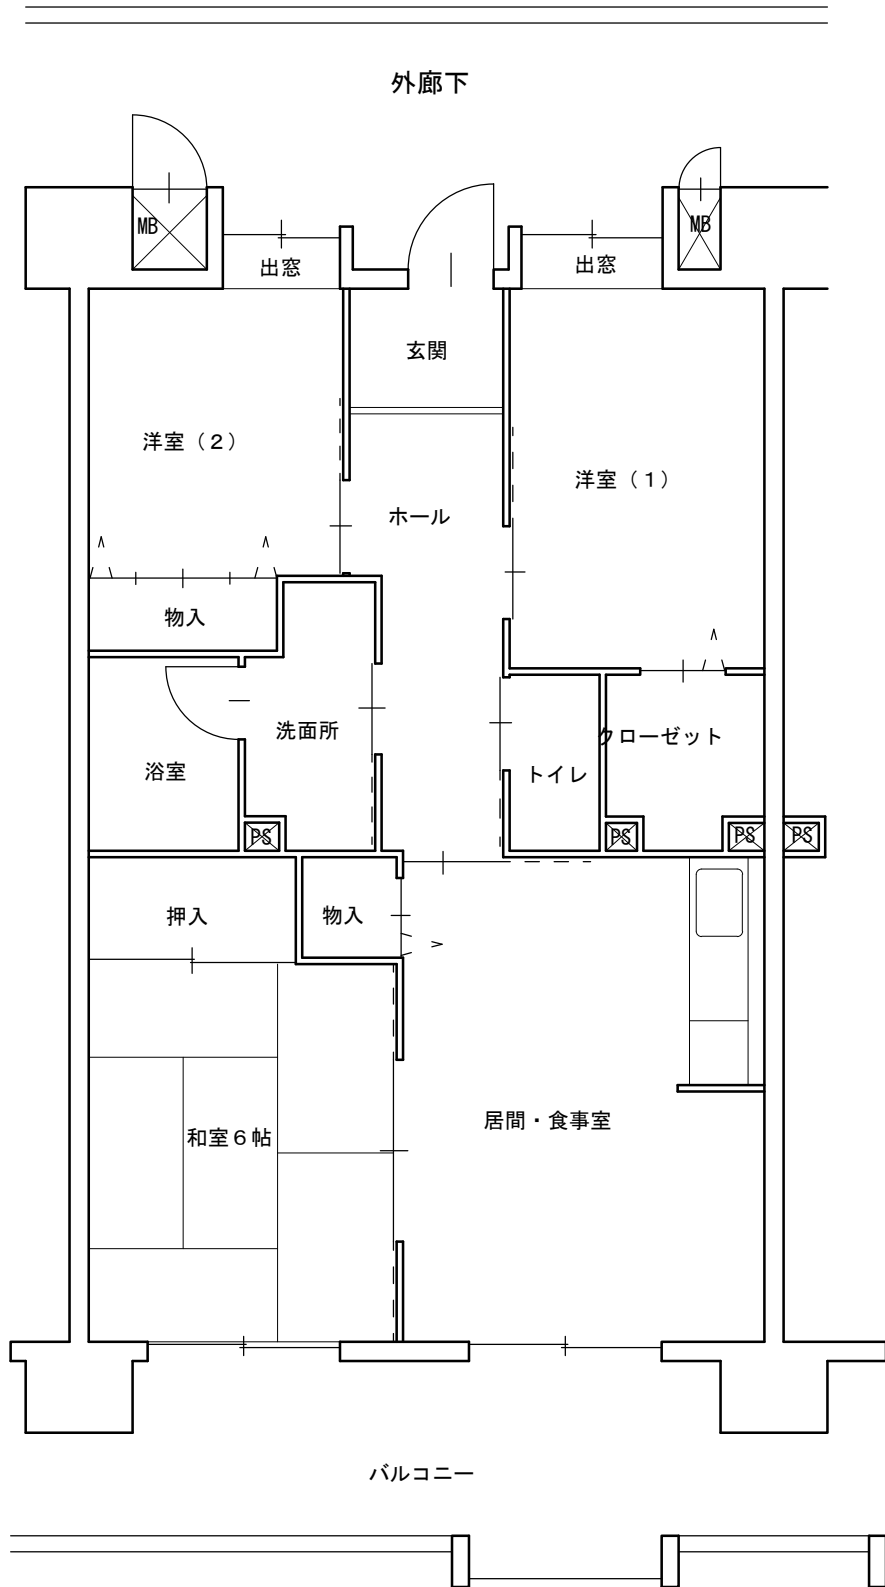 外廊下
MB
MB
出窓
出窓
玄関
洋室（２）
洋室（１）
ホール
物入
洗面所
クローゼット
浴室
トイレ
PS
PS
PS
PS
押入
物入
居間・食事室
和室６帖
バルコニー